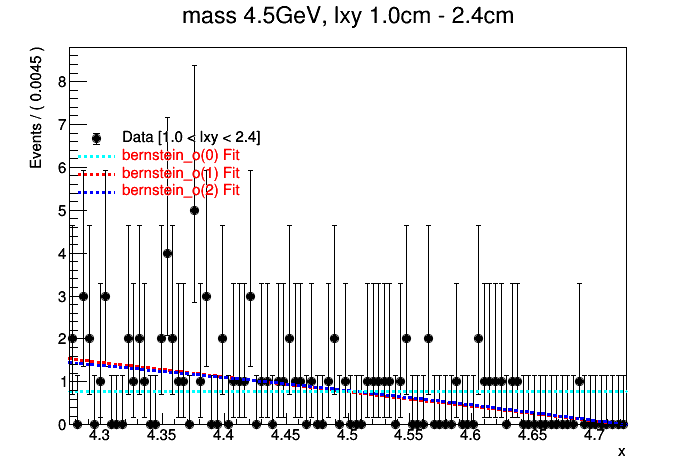 mass 4.5GeV, lxy 1.0cm - 2.4cm
Events / ( 0.0045 )
8
7
6
5
4
3
2
1
0
Data [1.0 < lxy < 2.4]
bernstein_o(0) Fit
bernstein_o(1) Fit
bernstein_o(2) Fit
4.3 4.35 4.4 4.45 4.5 4.55 4.6 4.65 4.7
x